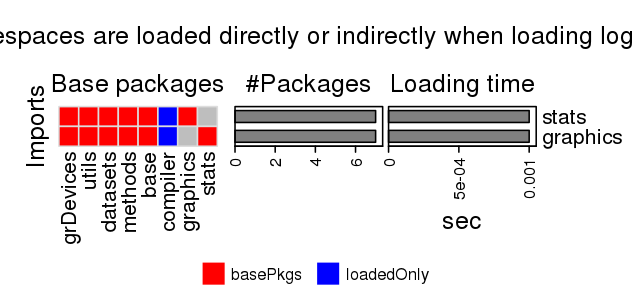 espaces are loaded directly or indirectly when loading log
Base packages
#Packages
Loading time
Imports
stats
graphics
0
2
4
6
0
5e-04
0.001
grDevices
utils
datasets
methods
base
compiler
graphics
stats
sec
basePkgs
loadedOnly